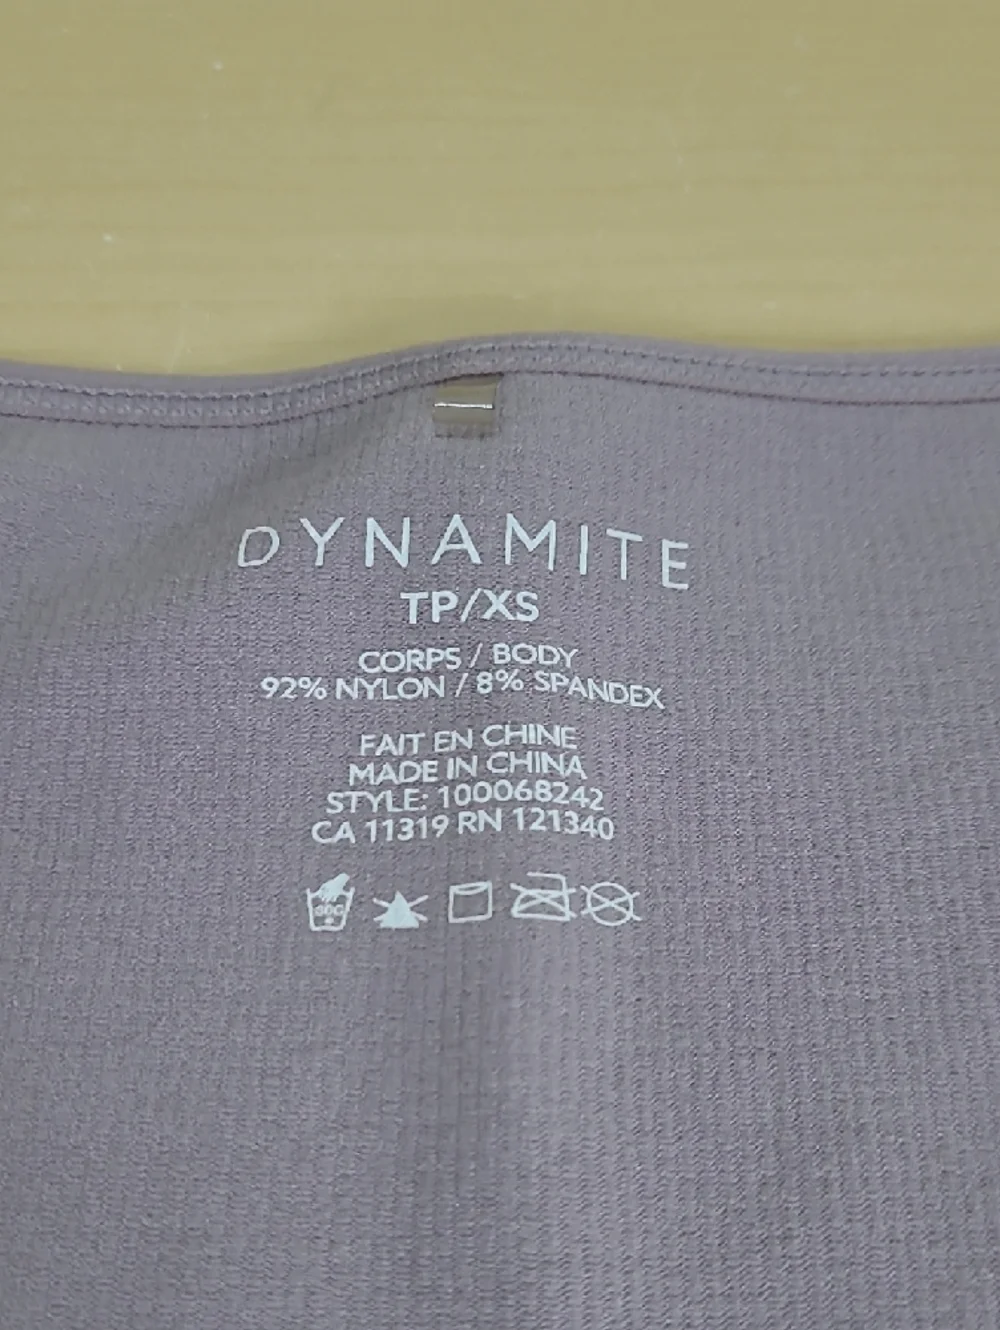 DYNAMITE
TP/XS
CORPS / BODY
92% NYLON / 8% SPANDEX
FAIT EN CHINE
MADE IN CHINA
STYLE: 100068242
CA 11319 RN 121340